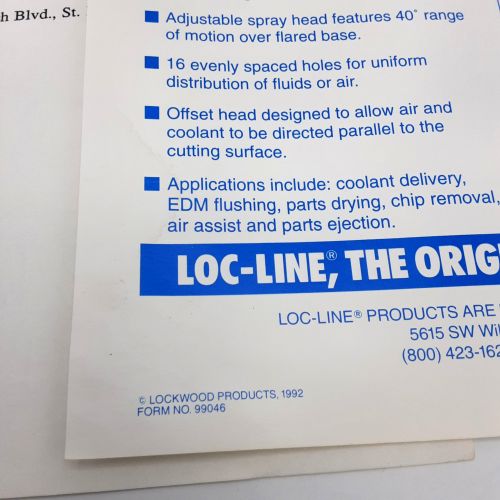 h Blvd., St.
■ Adjustable spray head features 40° range
of motion over flared base.
■ 16 evenly spaced holes for uniform
distribution of fluids or air.
■ Offset head designed to allow air and
coolant to be directed parallel to the
cutting surface.
■ Applications include: coolant delivery,
EDM flushing, parts drying, chip removal,
air assist and parts ejection.
LOC-LINE®, THE ORIG
LOC-LINE® PRODUCTS ARE
5615 SW Wil
(800) 423-162
© LOCKWOOD PRODUCTS, 1992
FORM NO. 99046